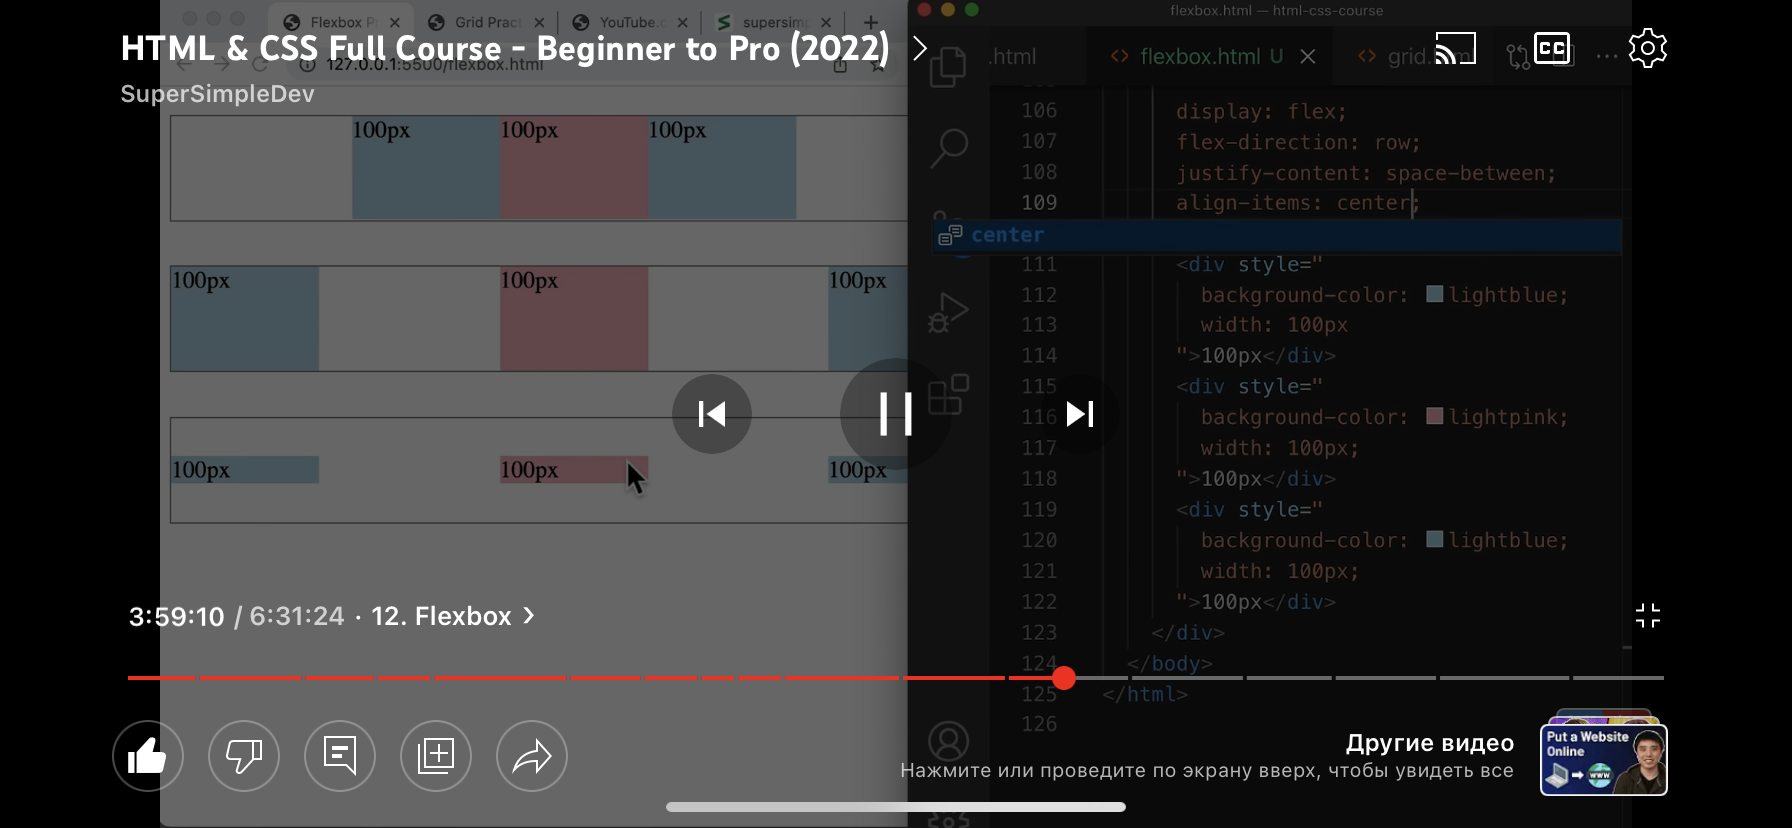 Flexbox P
Grid Pract
YouTube.c
supersimp
flexbox.html — html-css-course
HTML & CSS Full Course - Beginner to Pro (2022)
SuperSimpleDev
127.0.0.1:5500/flexbox.html
.html
flexbox.html U
grid.html
CC
100px
100px
100px
100px
100px
100px
100px
100px
100px
106 display: flex;
107 flex-direction: row;
108 justify-content: space-between;
109 align-items: center;
center
111 <div style="
112 background-color: lightblue;
113 width: 100px
114 ">100px</div>
115 <div style="
116 background-color: lightpink;
117 width: 100px;
118 ">100px</div>
119 <div style="
120 background-color: lightblue;
121 width: 100px;
122 ">100px</div>
123 </div>
124 </body>
125 </html>
126
3:59:10 / 6:31:24 · 12. Flexbox
Другие видео
Нажмите или проведите по экрану вверх, чтобы увидеть все
Put a Website
Online
www